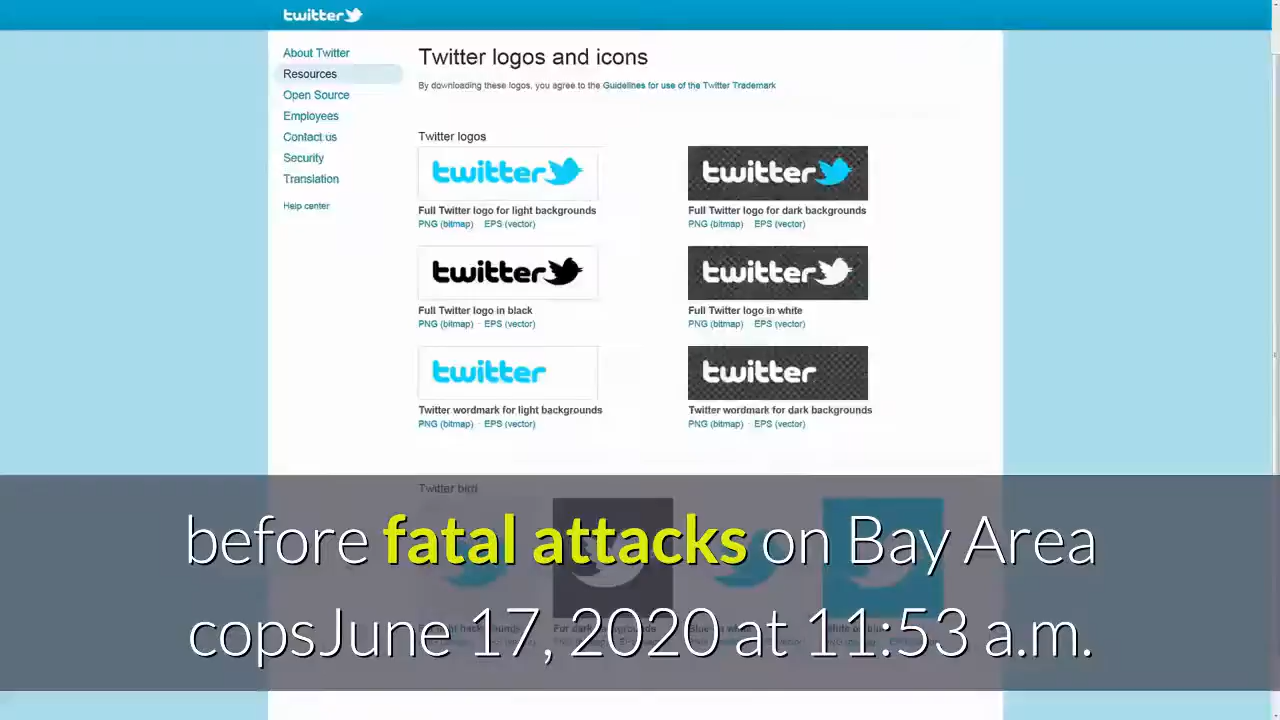 twitter
About Twitter
Resources
Open Source
Employees
Contact us
Security
Translation
Help center
Twitter logos and icons
By downloading these logos, you agree to the Guidelines for use of the Twitter Trademark
Twitter logos
twitter
twitter
Full Twitter logo for light backgrounds
Full Twitter logo for dark backgrounds
PNG (bitmap) · EPS (vector)
PNG (bitmap) · EPS (vector)
twitter
twitter
Full Twitter logo in black
Full Twitter logo in white
PNG (bitmap) · EPS (vector)
PNG (bitmap) · EPS (vector)
twitter
twitter
Twitter wordmark for light backgrounds
Twitter wordmark for dark backgrounds
PNG (bitmap) · EPS (vector)
PNG (bitmap) · EPS (vector)
Twitter bird
before fatal attacks on Bay Area
copsJune 17, 2020 at 11:53 a.m.